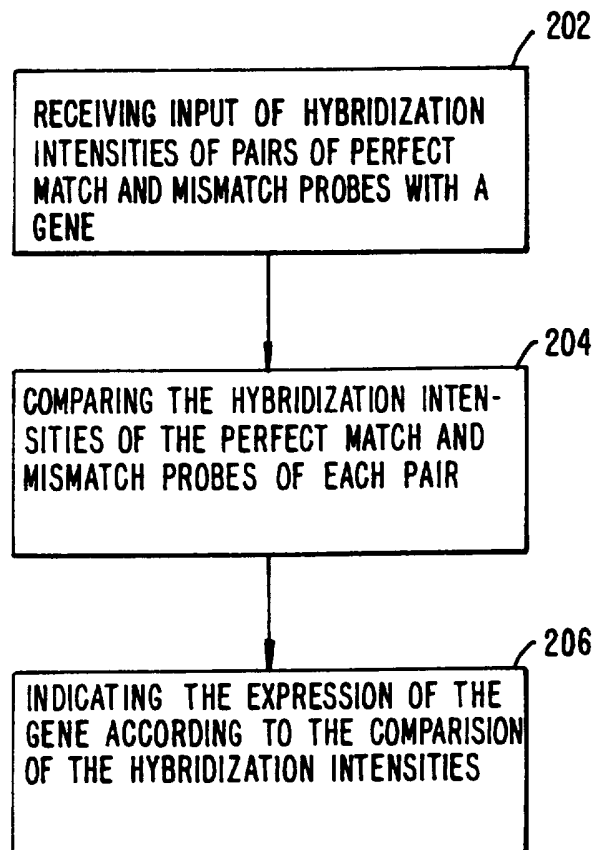 202
RECEIVING INPUT OF HYBRIDIZATION
INTENSITIES OF PAIRS OF PERFECT
MATCH AND MISMATCH PROBES WITH A
GENE
204
COMPARING THE HYBRIDIZATION INTEN-
SITIES OF THE PERFECT MATCH AND
MISMATCH PROBES OF EACH PAIR
206
INDICATING THE EXPRESSION OF THE
GENE ACCORDING TO THE COMPARISION
OF THE HYBRIDIZATION INTENSITIES